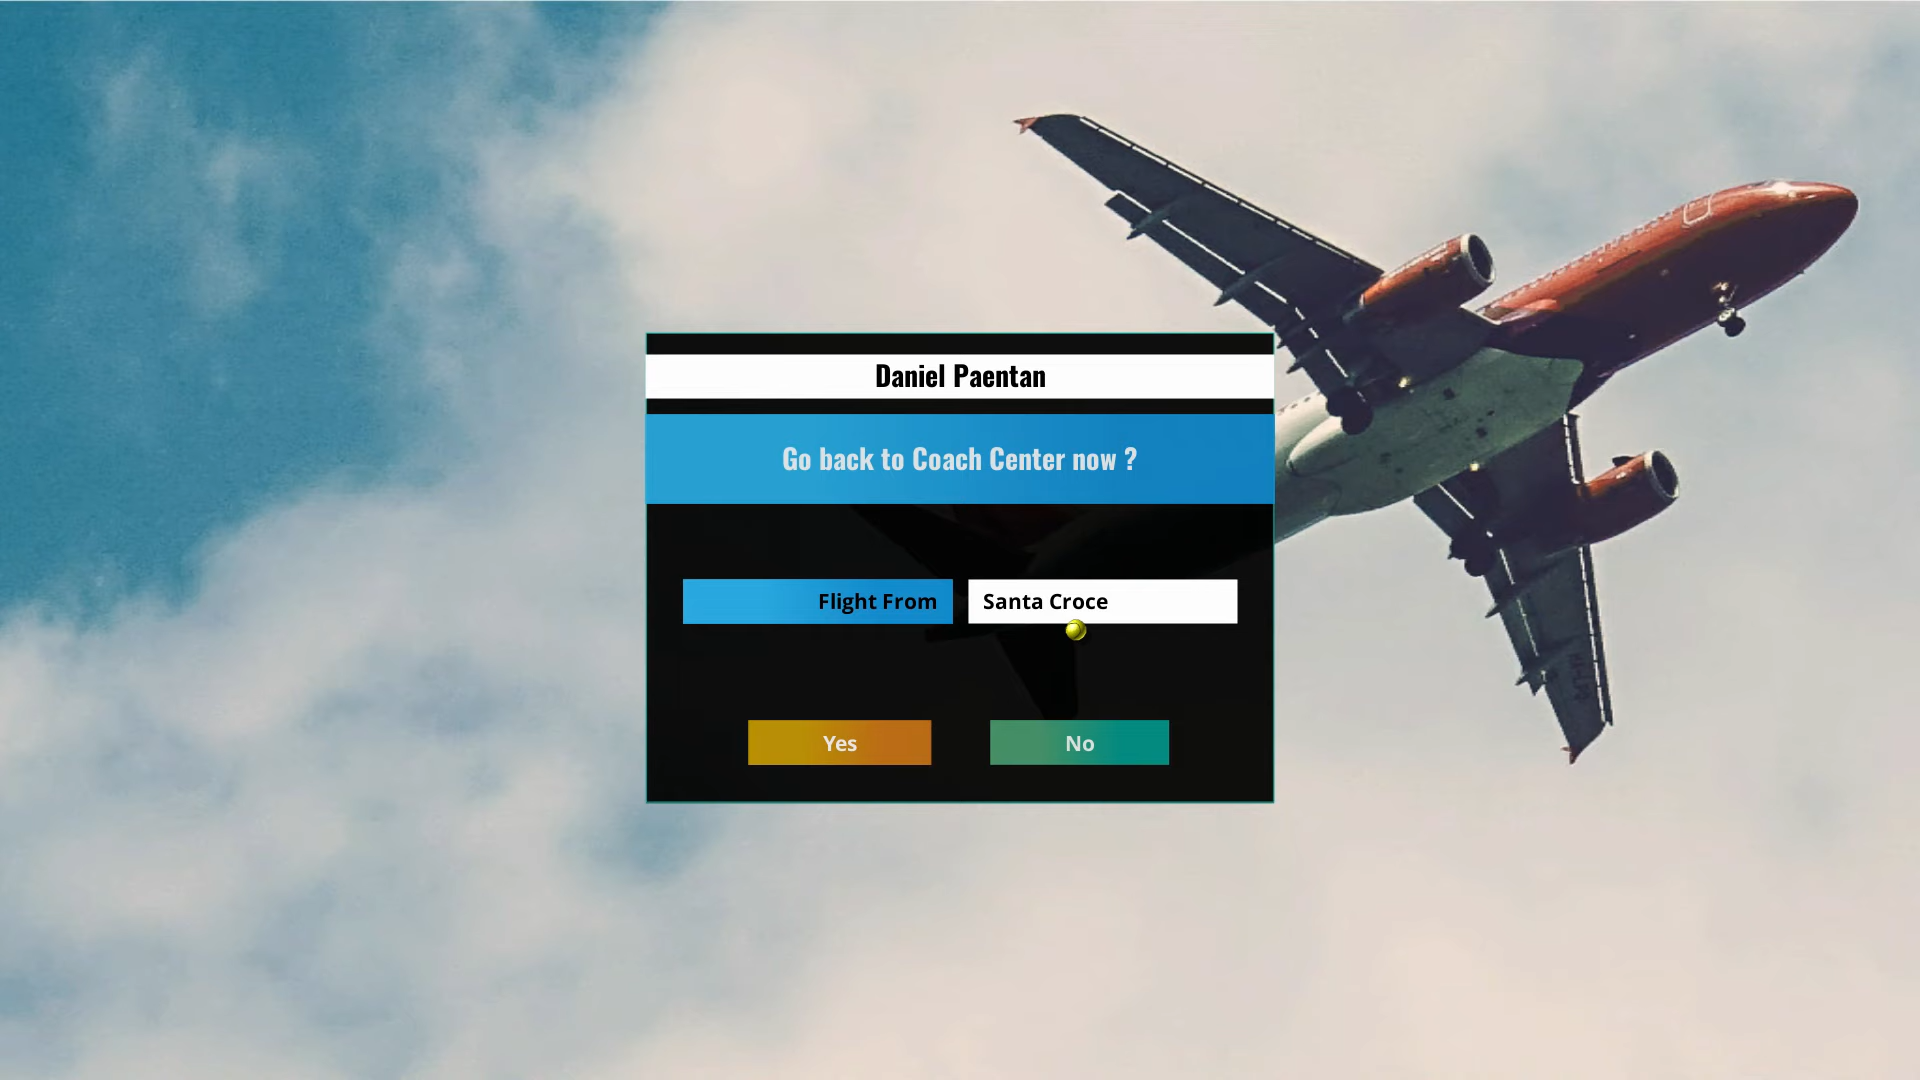 Daniel Paentan
Go back to Coach Center now ?
Flight From
Santa Croce
Yes
No